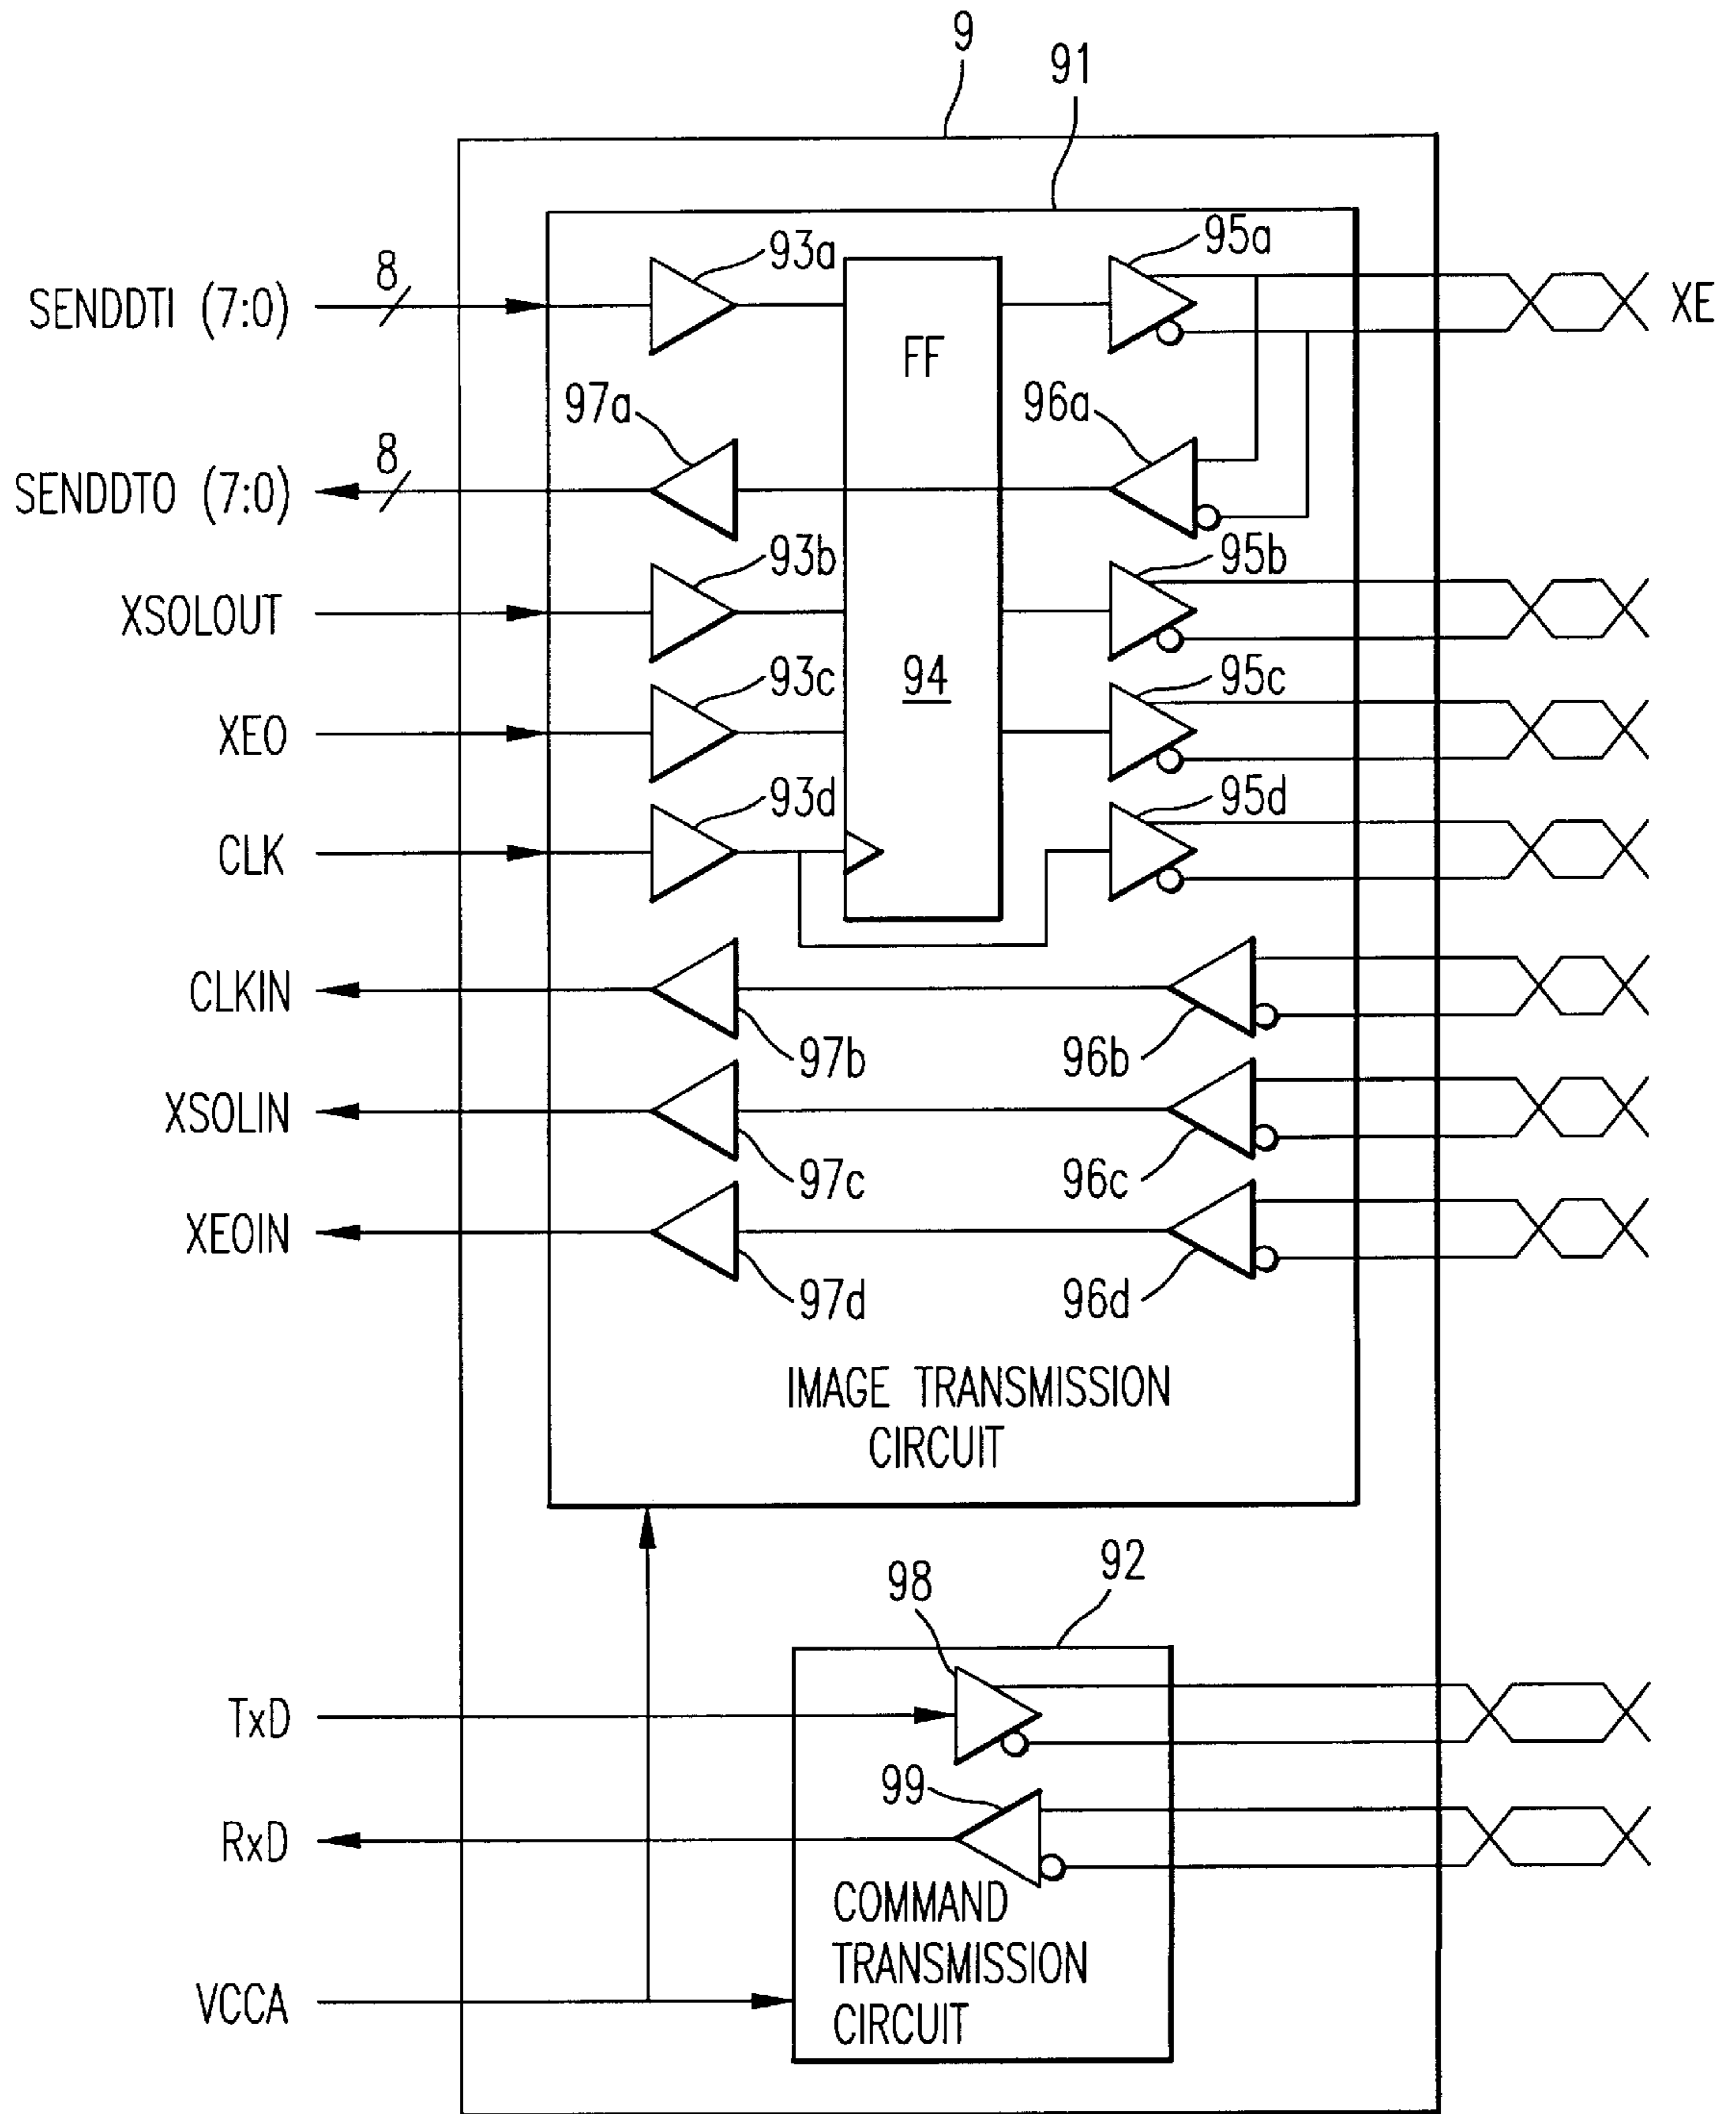 9
91
93a
95a
8
SENDDTI (7:0)
XE
FF
97a
96a
8
SENDDTO (7:0)
93b
95b
XSOLOUT
93c
94
95c
XEO
93d
95d
CLK
CLKIN
97b
96b
XSOLIN
97c
96c
XEOIN
97d
96d
IMAGE TRANSMISSION
CIRCUIT
92
98
TxD
99
RxD
COMMAND
TRANSMISSION
CIRCUIT
VCCA